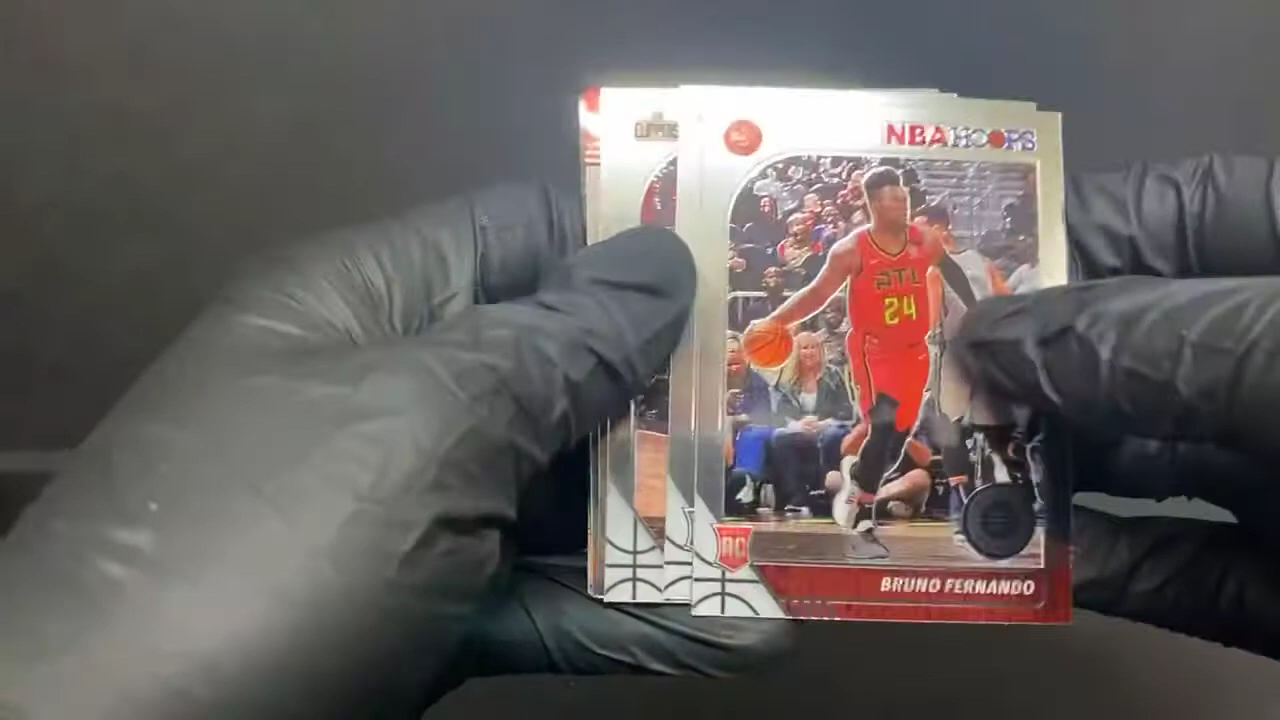 CLIPPERS
NBA HOOPS
ATL
24
RC
BRUNO FERNANDO